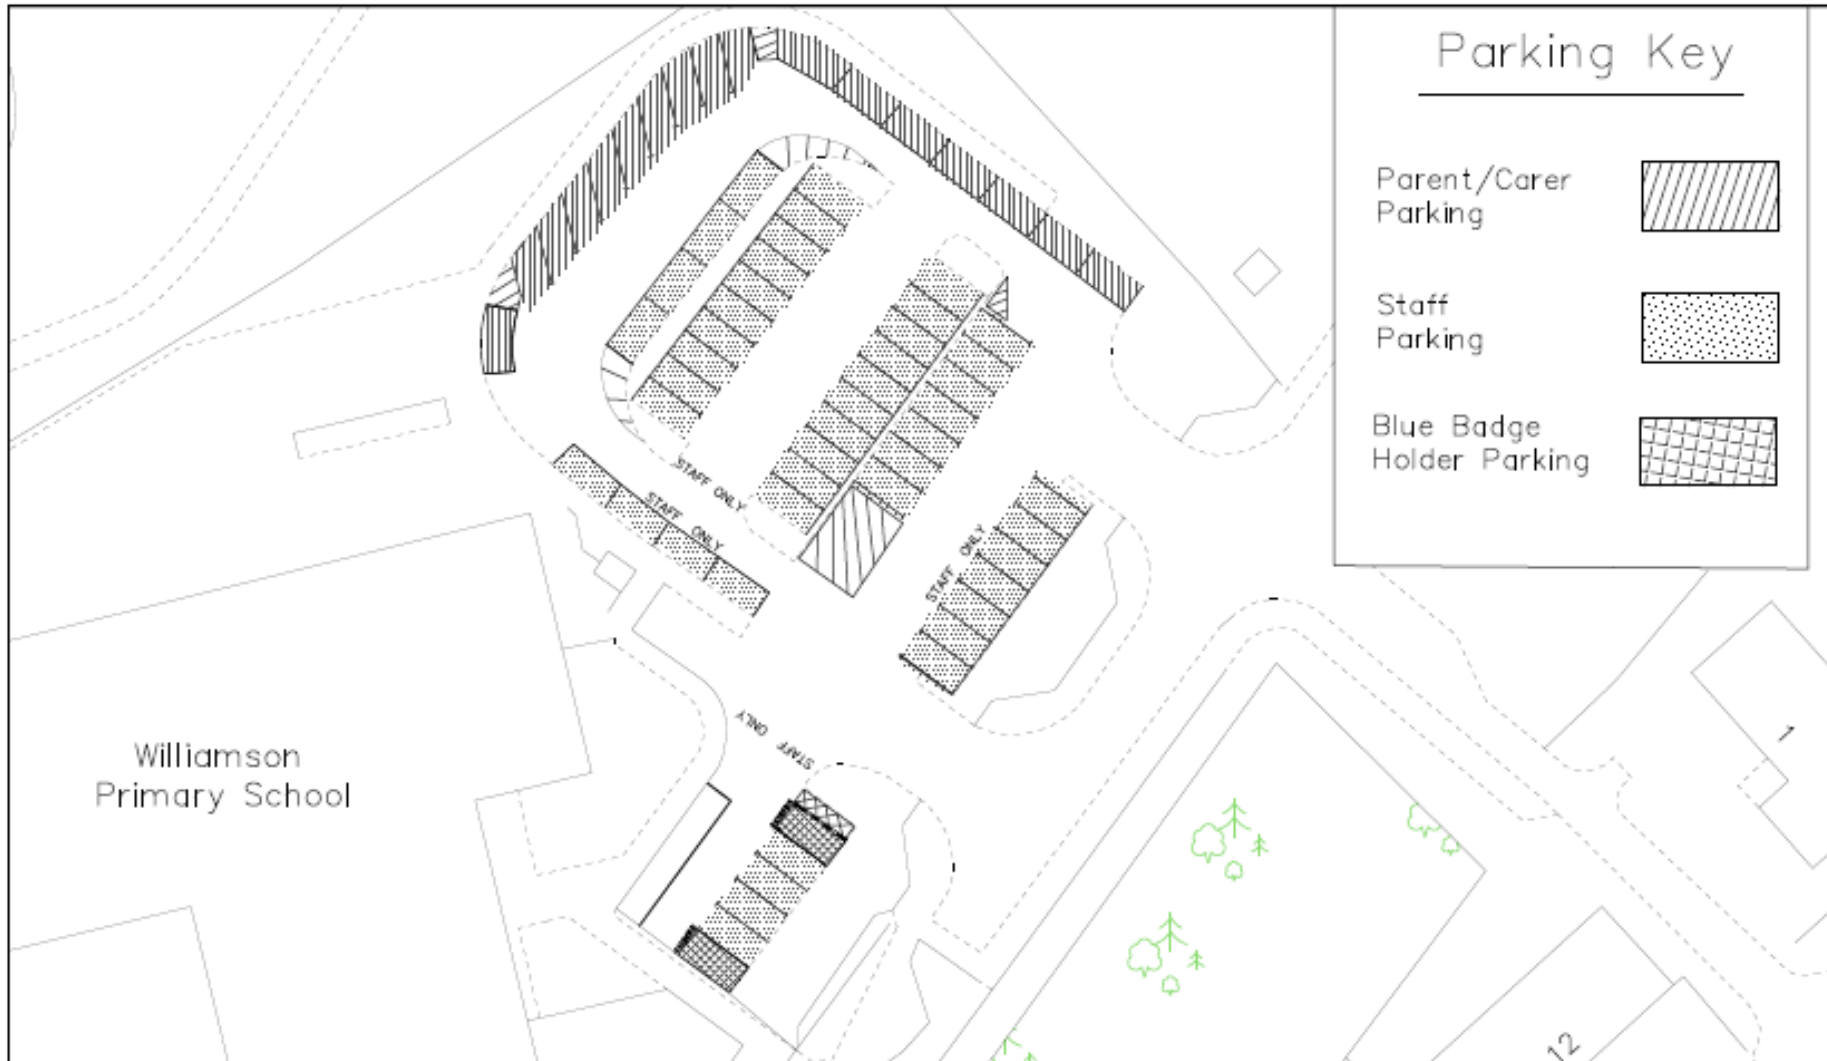 Parking Key
Parent/Carer
Parking
Staff
Parking
Blue Badge
Holder Parking
STAFF ONLY
STAFF ONLY
STAFF ONLY
STAFF ONLY
Williamson
Primary School
1
12